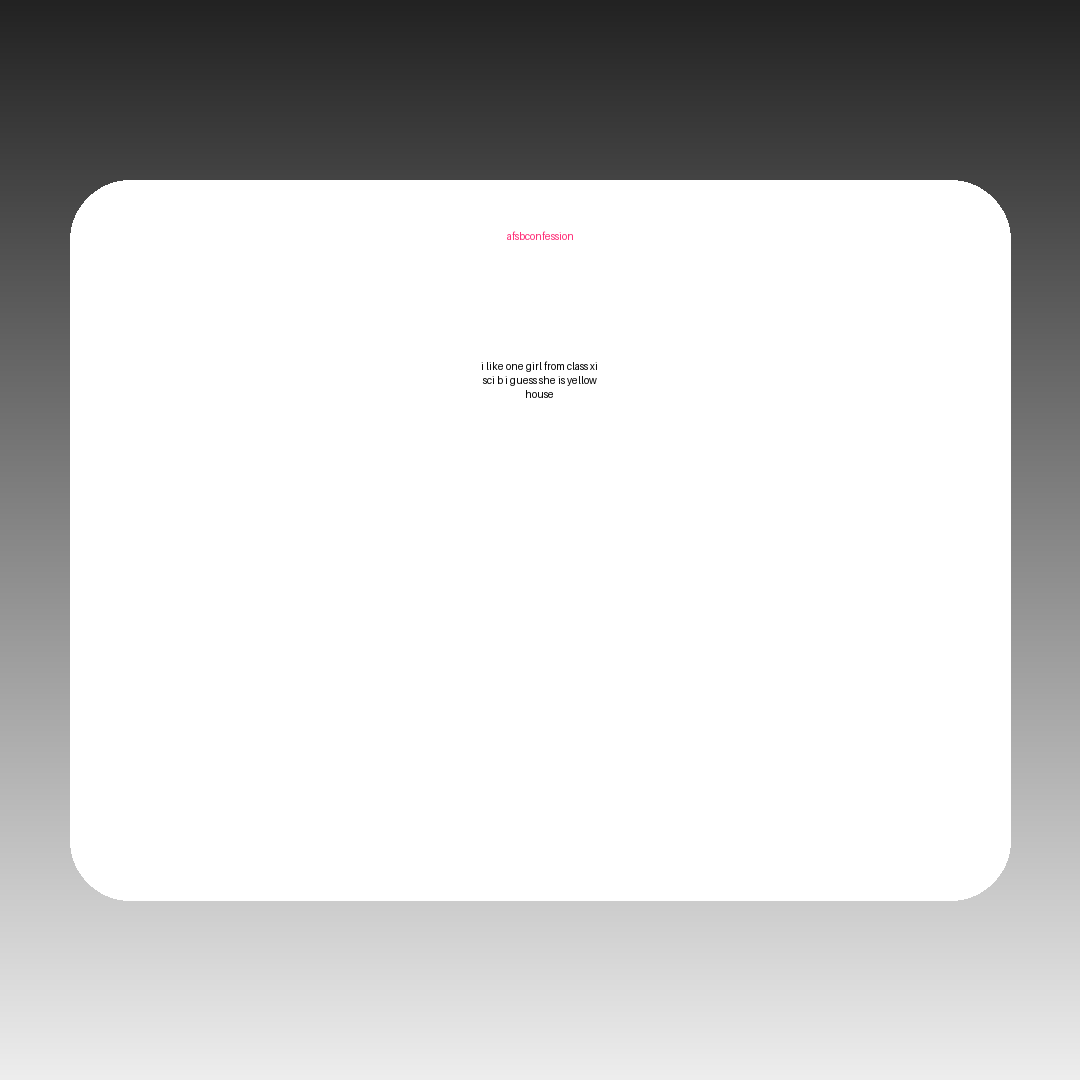 afsbconfession
i like one girl from class xi
sci b i guess she is yellow
house